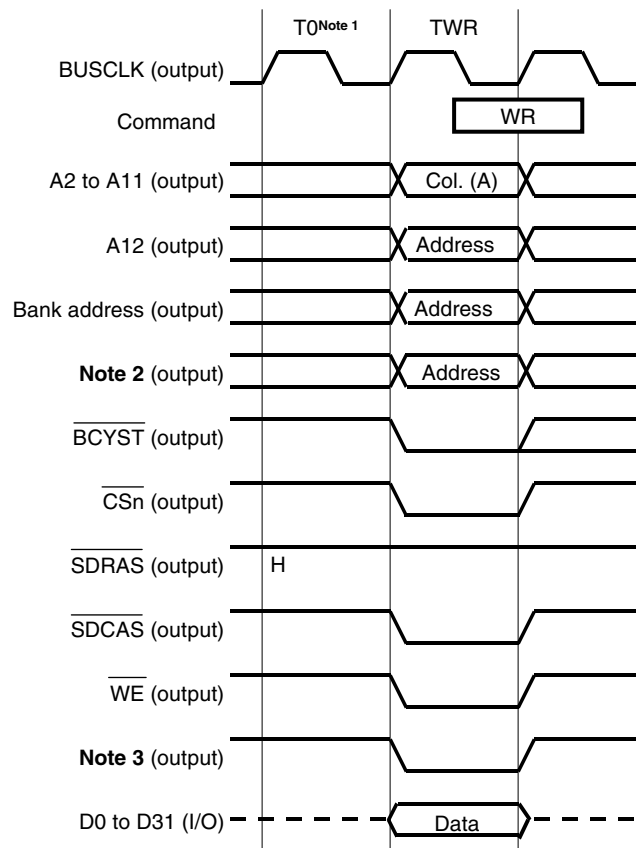 T0Note 1 TWR
BUSCLK (output)
Command WR
A2 to A11 (output) Col. (A)
A12 (output) Address
Bank address (output) Address
Note 2 (output) Address
BCYST (output)
CSn (output)
SDRAS (output) H
SDCAS (output)
WE (output)
Note 3 (output)
D0 to D31 (I/O) Data